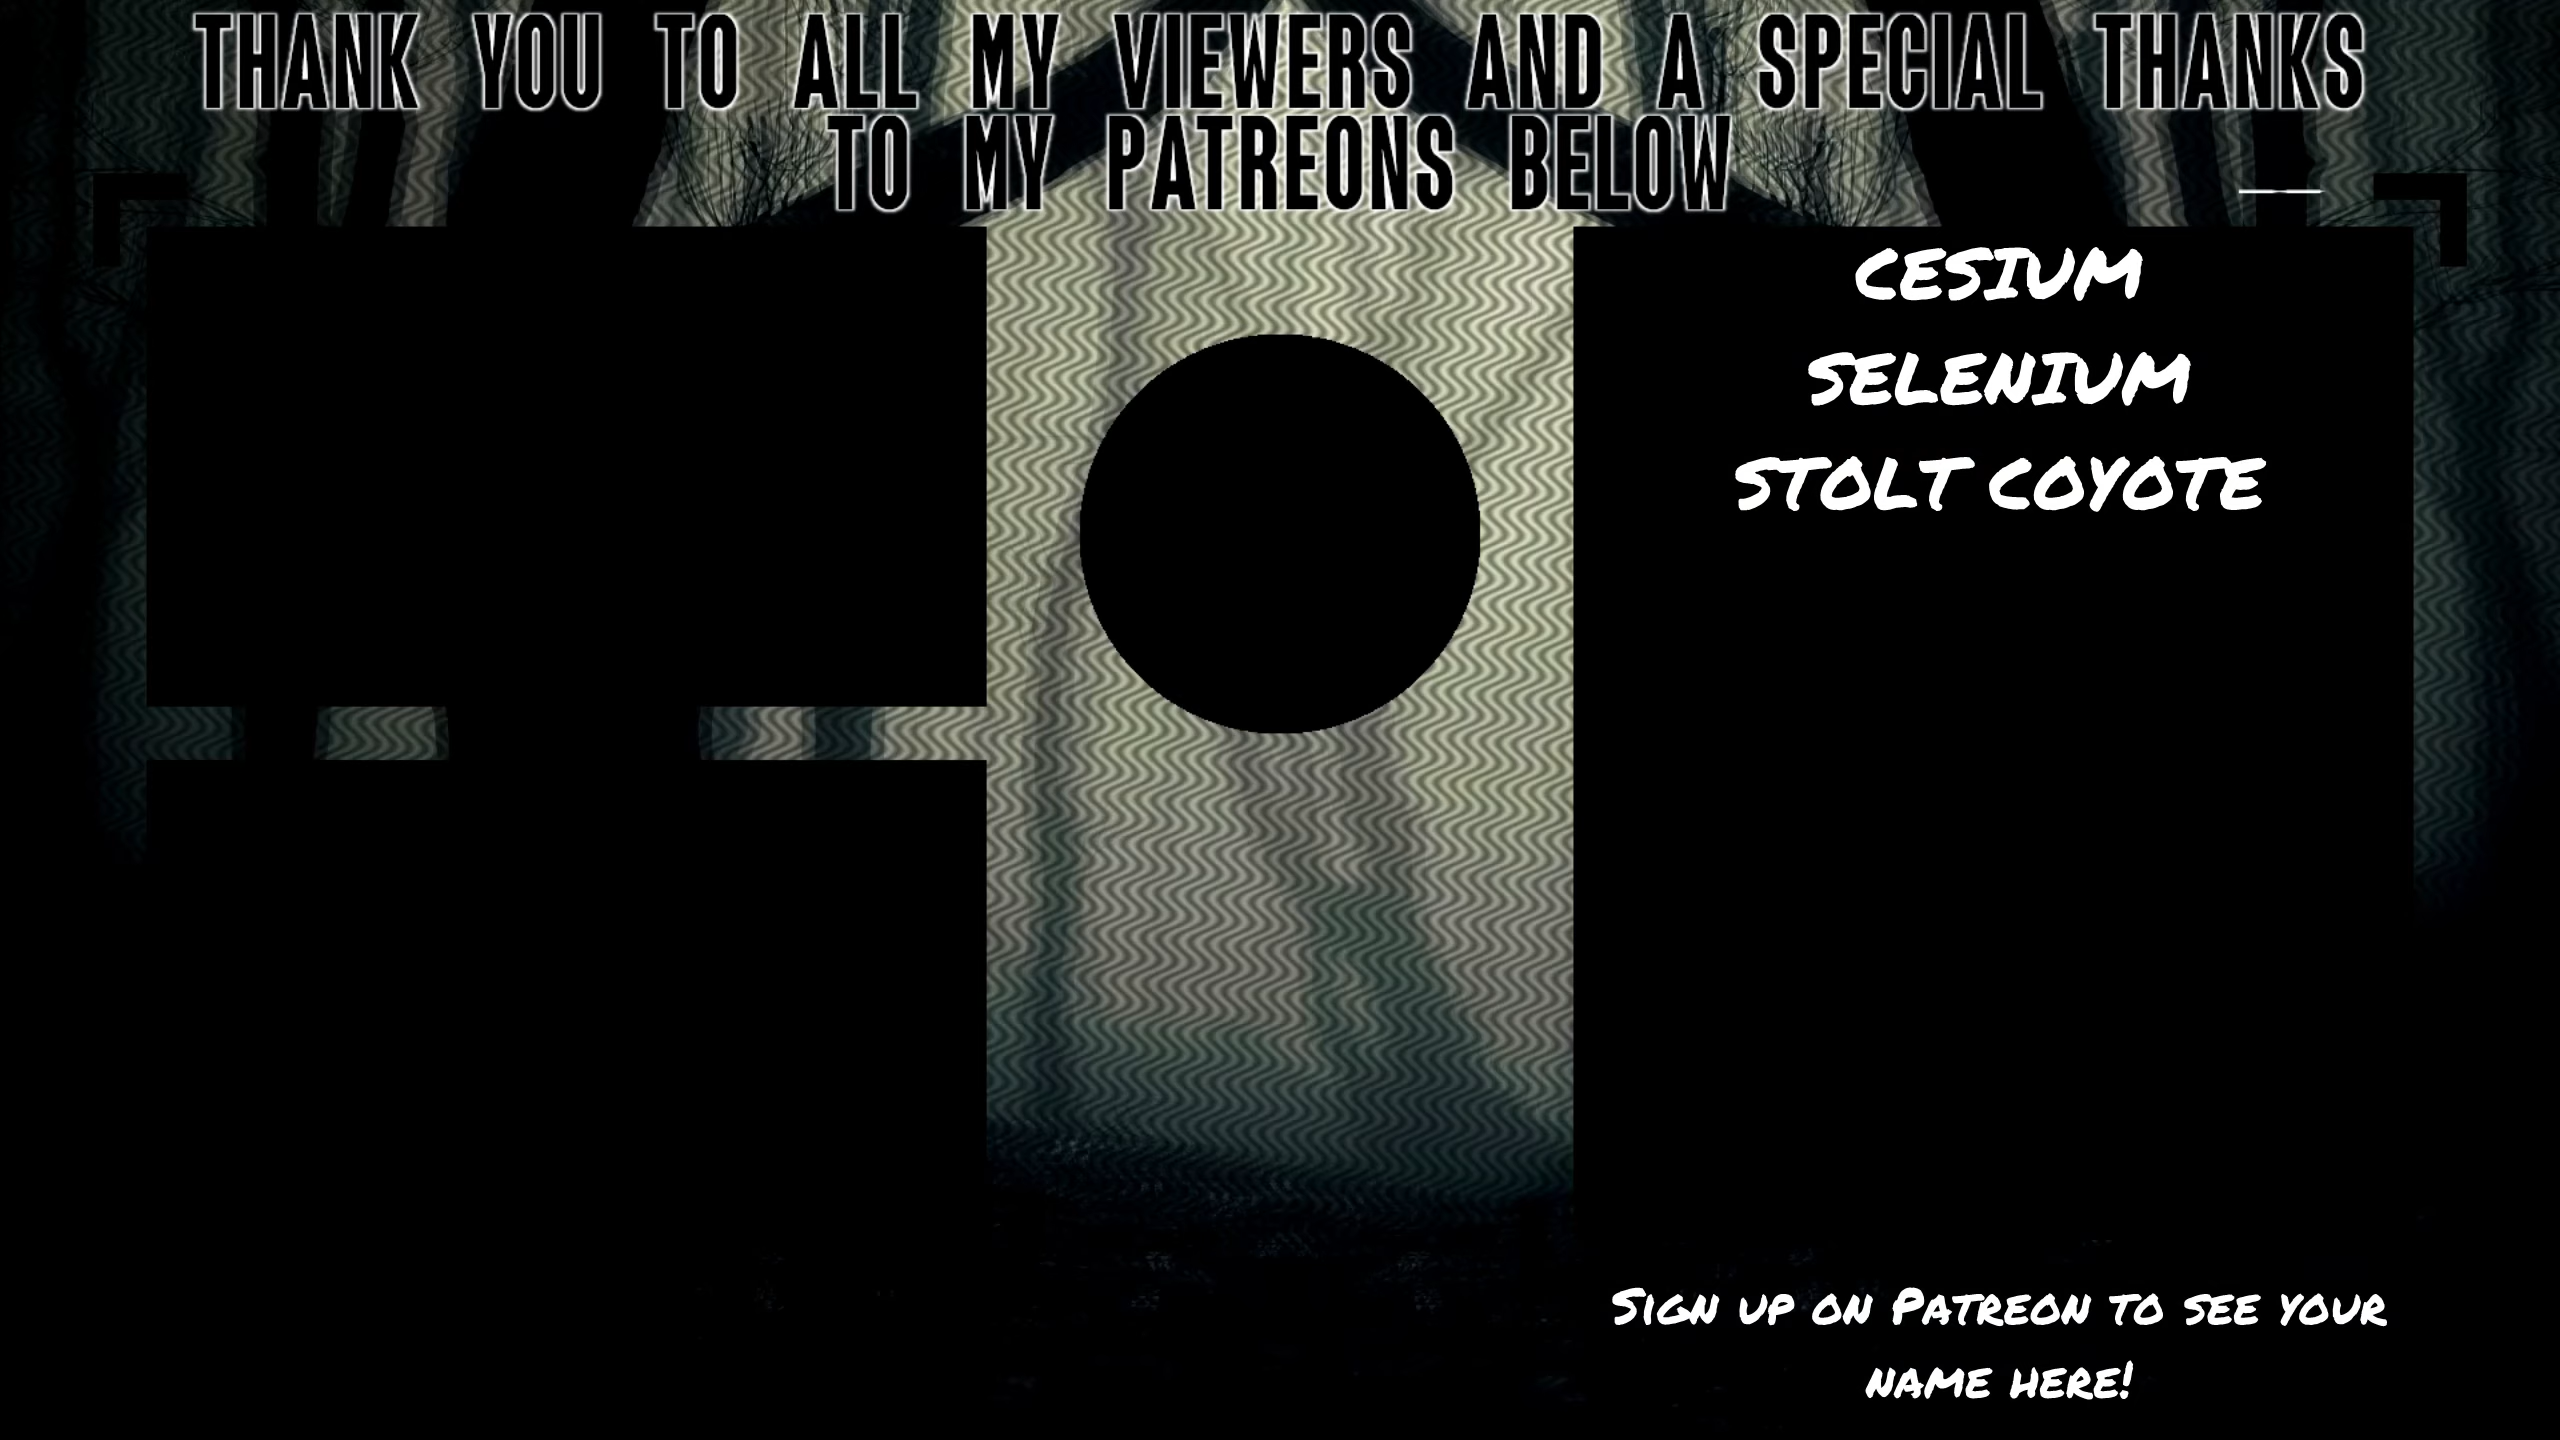 THANK YOU TO ALL MY VIEWERS AND A SPECIAL THANKS
TO MY PATREONS BELOW
CESIUM
SELENIUM
STOLT COYOTE
SIGN UP ON PATREON TO SEE YOUR
NAME HERE!